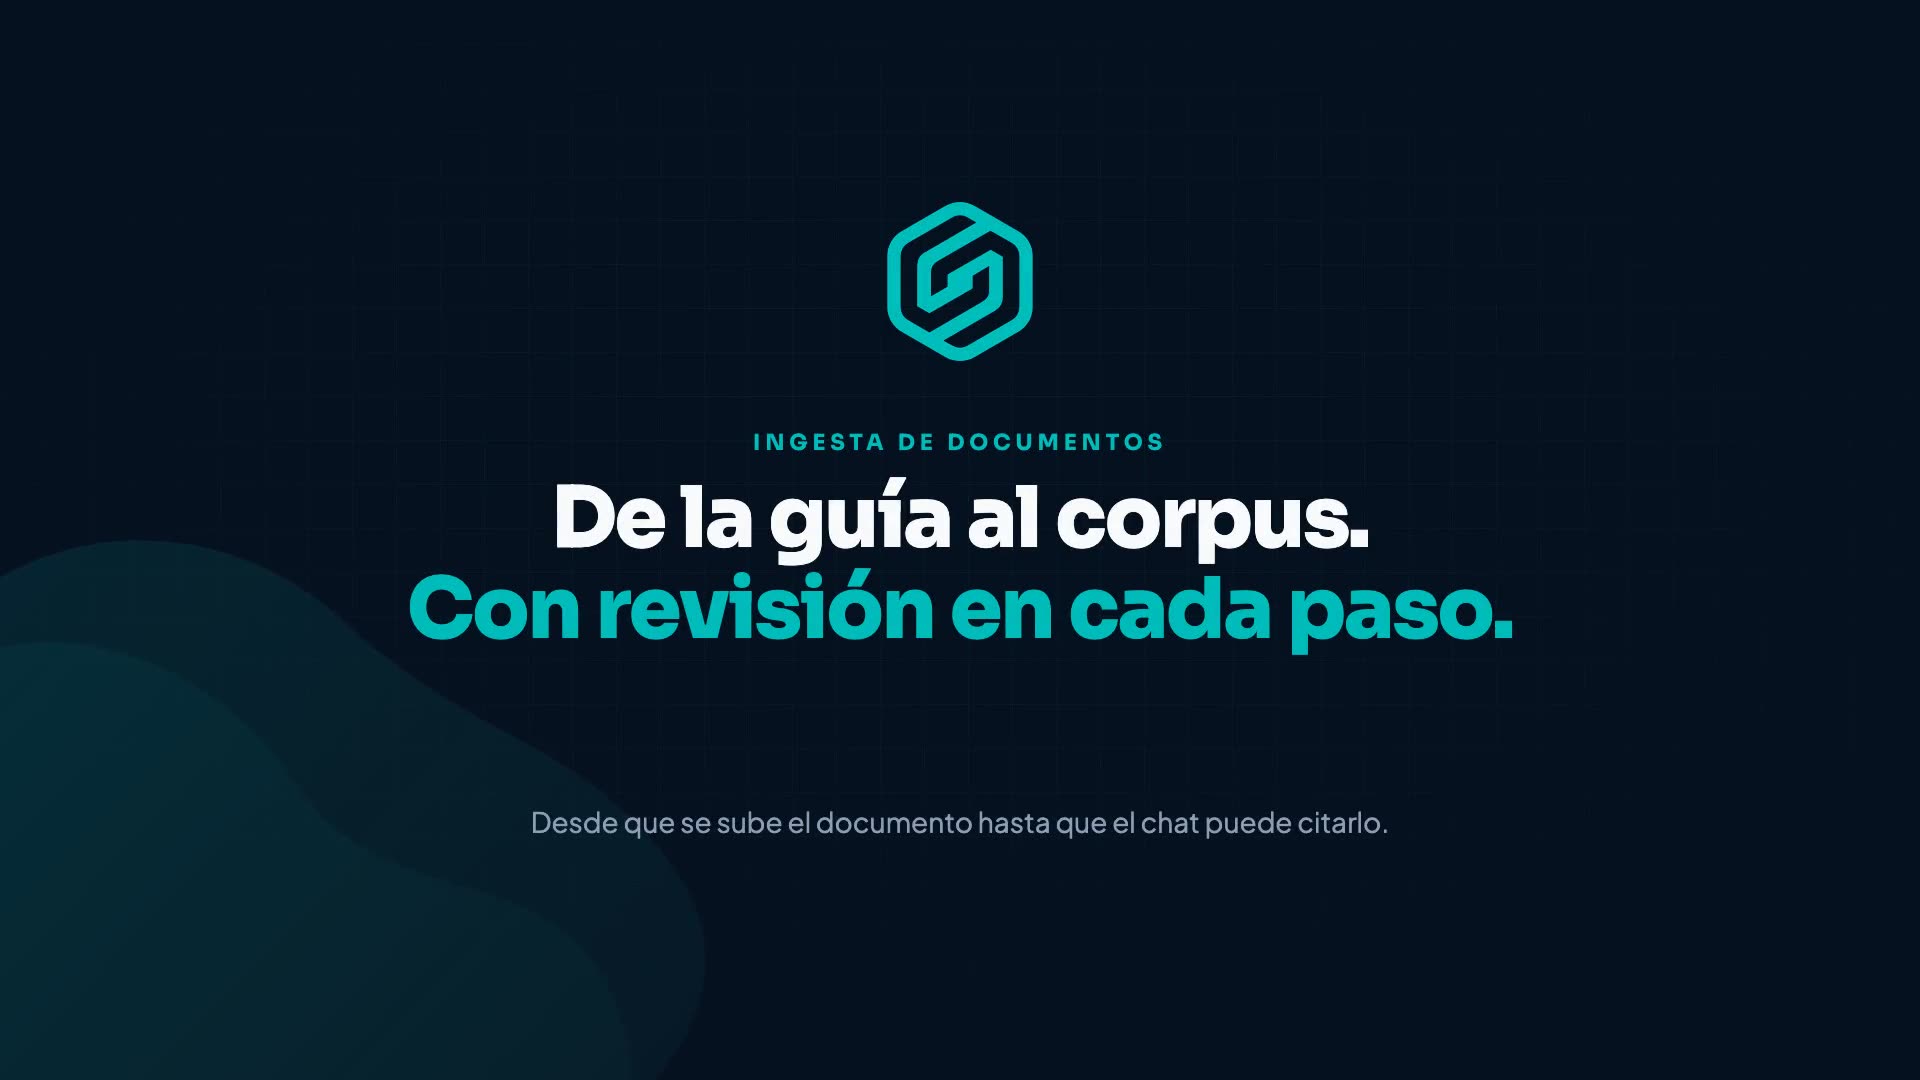 INGESTA DE DOCUMENTOS
De la guía al corpus.
Con revisión en cada paso.
Desde que se sube el documento hasta que el chat puede citarlo.